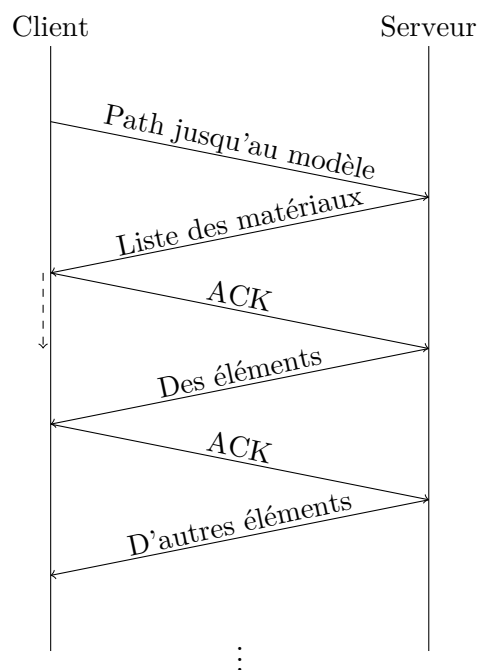 Client
Serveur
Path jusqu'au modèle
Liste des matériaux
ACK
Des éléments
ACK
D'autres éléments
⋮